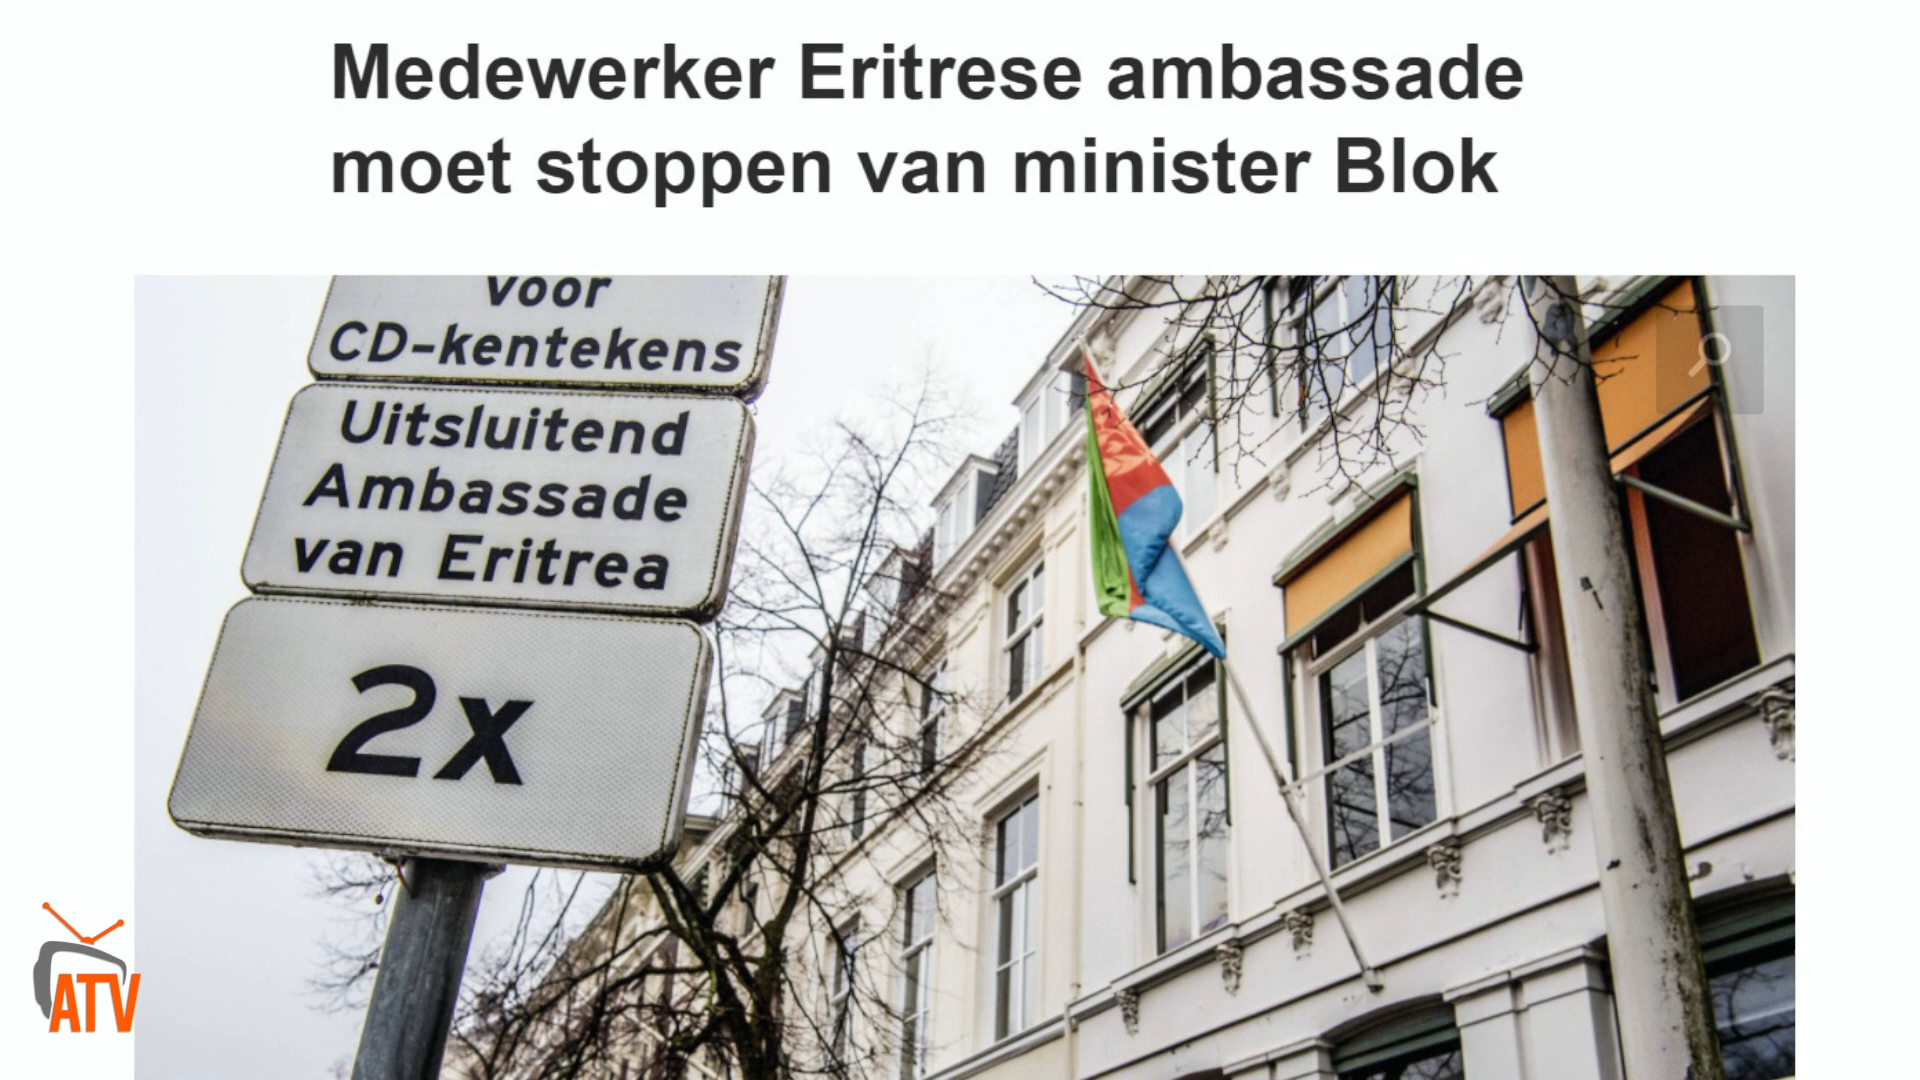 Medewerker Eritrese ambassade
moet stoppen van minister Blok
voor
CD-kentekens
Uitsluitend
Ambassade
van Eritrea
2x
ATV